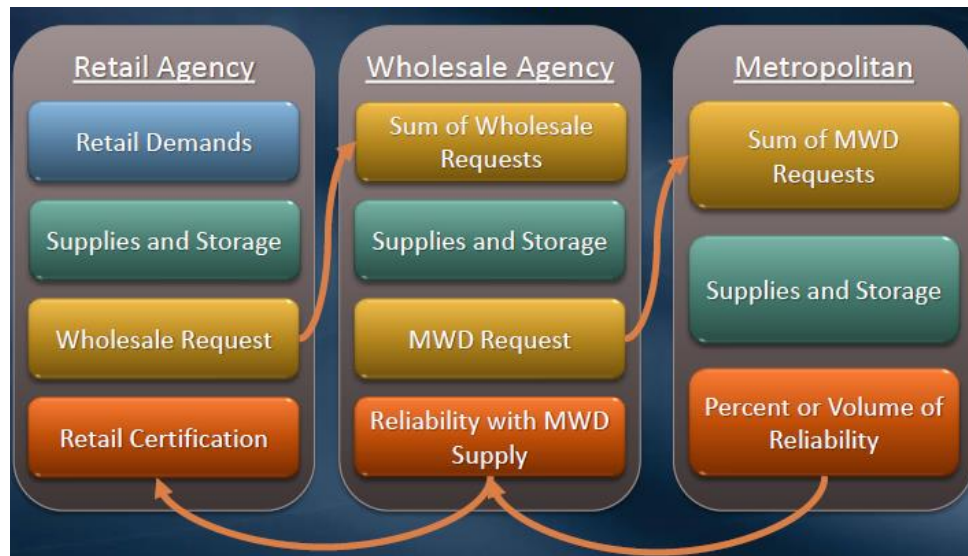 Retail Agency
Retail Demands
Supplies and Storage
Wholesale Request
Retail Certification
Wholesale Agency
Sum of Wholesale
Requests
Supplies and Storage
MWD Request
Reliability with MWD
Supply
Metropolitan
Sum of MWD
Requests
Supplies and Storage
Percent or Volume of
Reliability